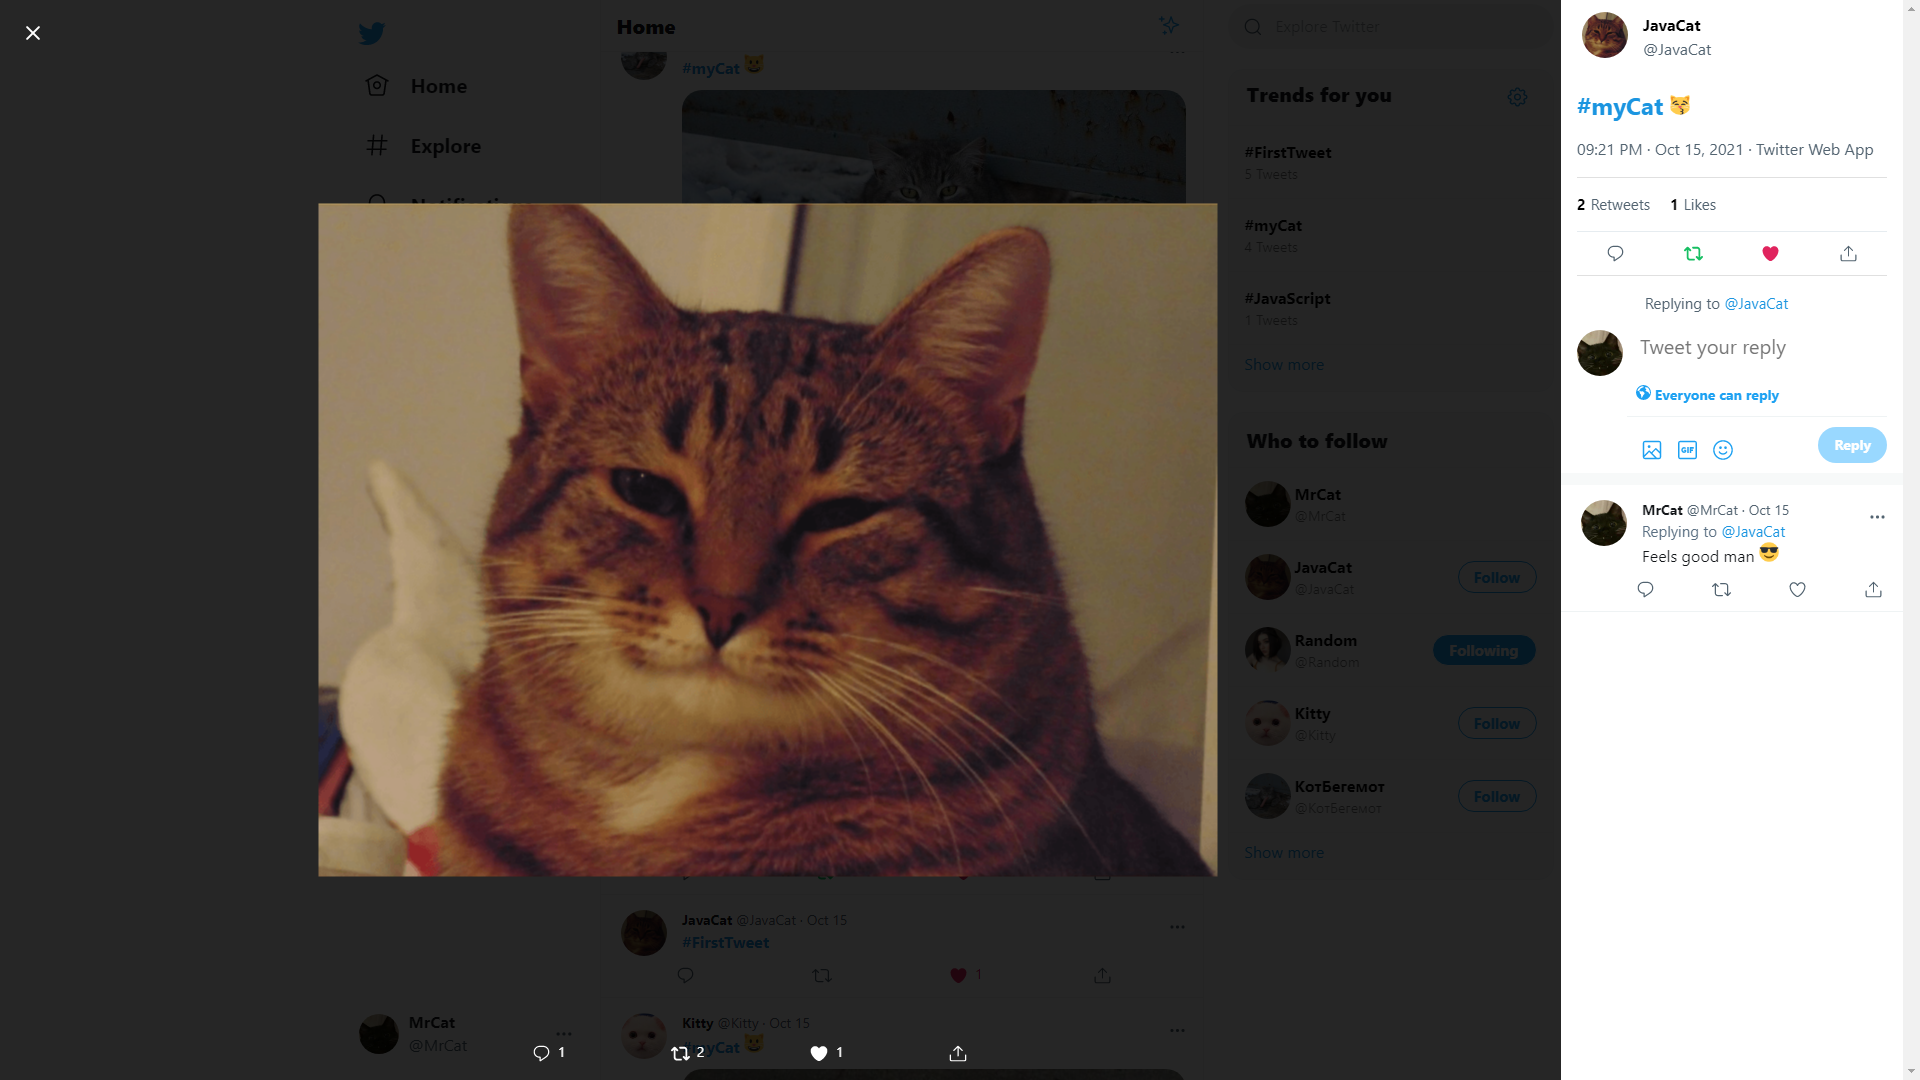 Home
Explore
Home
#myCat
Explore Twitter
Trends for you
#FirstTweet
5 Tweets
#myCat
4 Tweets
#JavaScript
1 Tweets
Show more
Who to follow
MrCat
@MrCat
JavaCat
@JavaCat
Follow
Random
@Random
Following
Kitty
@Kitty
Follow
КотБегемот
@КотБегемот
Follow
Show more
JavaCat @JavaCat · Oct 15
#FirstTweet
1
Kitty @Kitty · Oct 15
#myCat
MrCat
@MrCat
1
2
1
JavaCat
@JavaCat
#myCat
09:21 PM · Oct 15, 2021 · Twitter Web App
2 Retweets 1 Likes
Replying to @JavaCat
Tweet your reply
Everyone can reply
GIF
Reply
MrCat @MrCat · Oct 15
Replying to @JavaCat
Feels good man